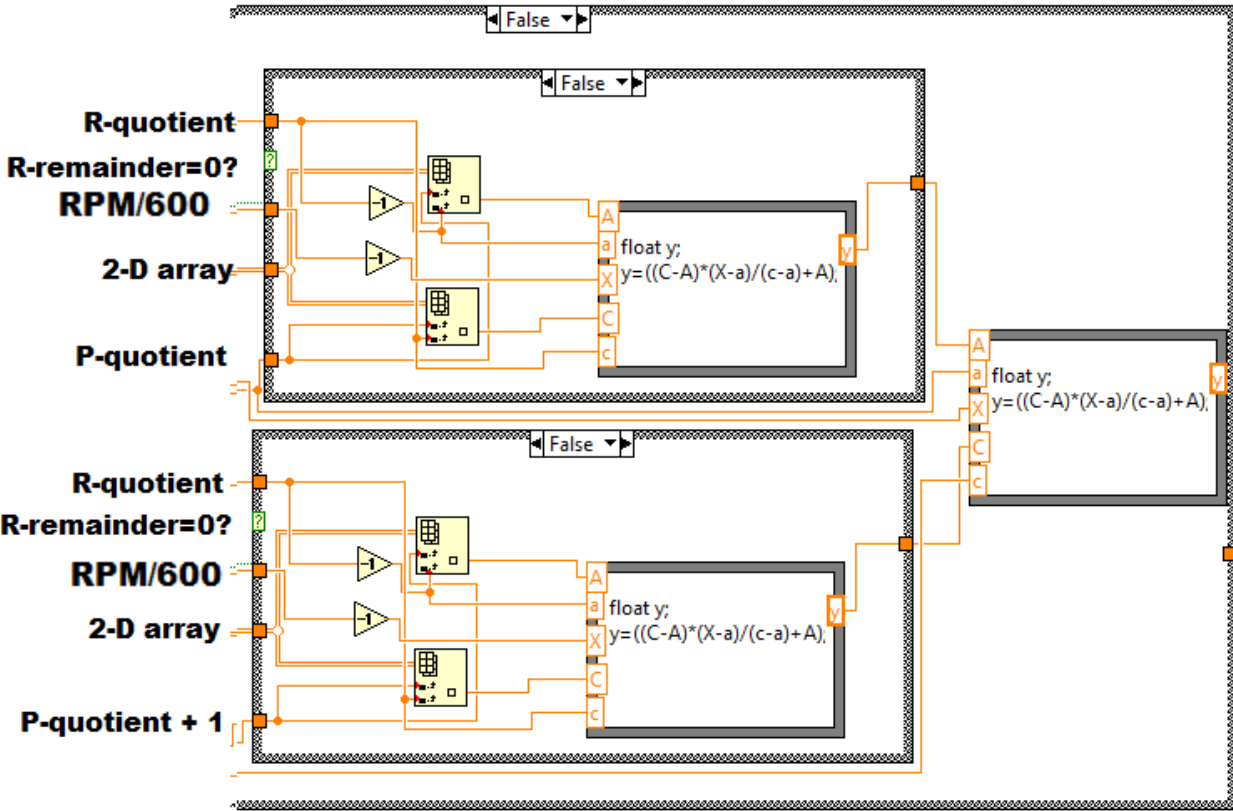 False
False
R-quotient
R-remainder=0?
RPM/600
2-D array
P-quotient
?
-1
-1
A
a
X
C
c
float y;
y=((C-A)*(X-a)/(c-a)+A);
y
A
a
X
C
c
float y;
y=((C-A)*(X-a)/(c-a)+A);
y
False
R-quotient
R-remainder=0?
RPM/600
2-D array
P-quotient + 1
?
-1
-1
A
a
X
C
c
float y;
y=((C-A)*(X-a)/(c-a)+A);
y